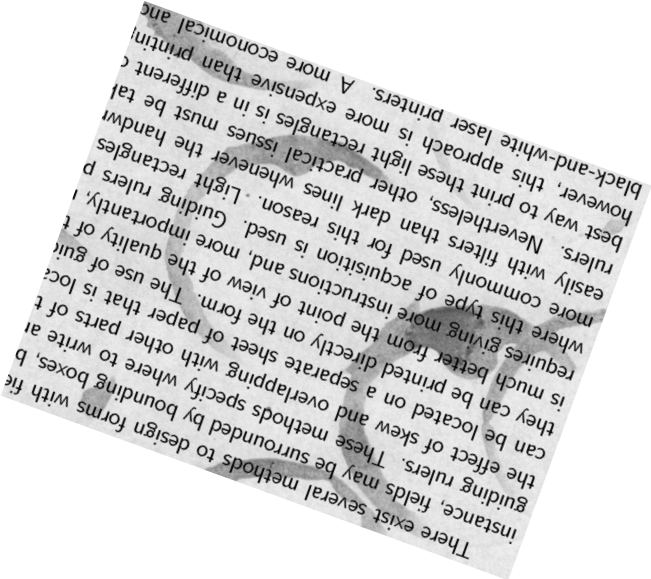 There exist several methods to design forms with fie
instance, fields may be surrounded by bounding boxes, b
guiding rulers. These methods specify where to write an
the effect of skew and overlapping with other parts of t
can be located on a separate sheet of paper that is loca
they can be printed directly on the form. The use of guid
is much better from the point of view of the quality of t
requires giving more instructions and, more importantly,
where this type of acquisition is used. Guiding rulers p
more commonly used for this reason. Light rectangles
easily with filters than dark lines whenever the handwr
rulers. Nevertheless, other practical issues must be tak
best way to print these light rectangles is in a different c
however, this approach is more expensive than printing
black-and-white laser printers. A more economical and